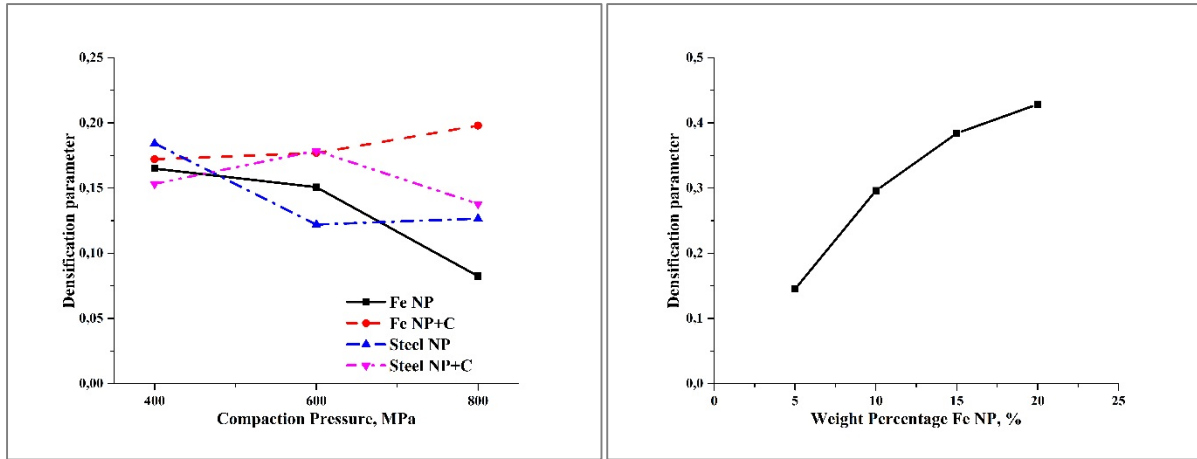 0,25
0,20
0,15
0,10
0,05
0,00
Densification parameter
Fe NP
Fe NP+C
Steel NP
Steel NP+C
400
600
800
Compaction Pressure, MPa
0,5
0,4
0,3
0,2
0,1
0,0
Densification parameter
0
5
10
15
20
25
Weight Percentage Fe NP, %